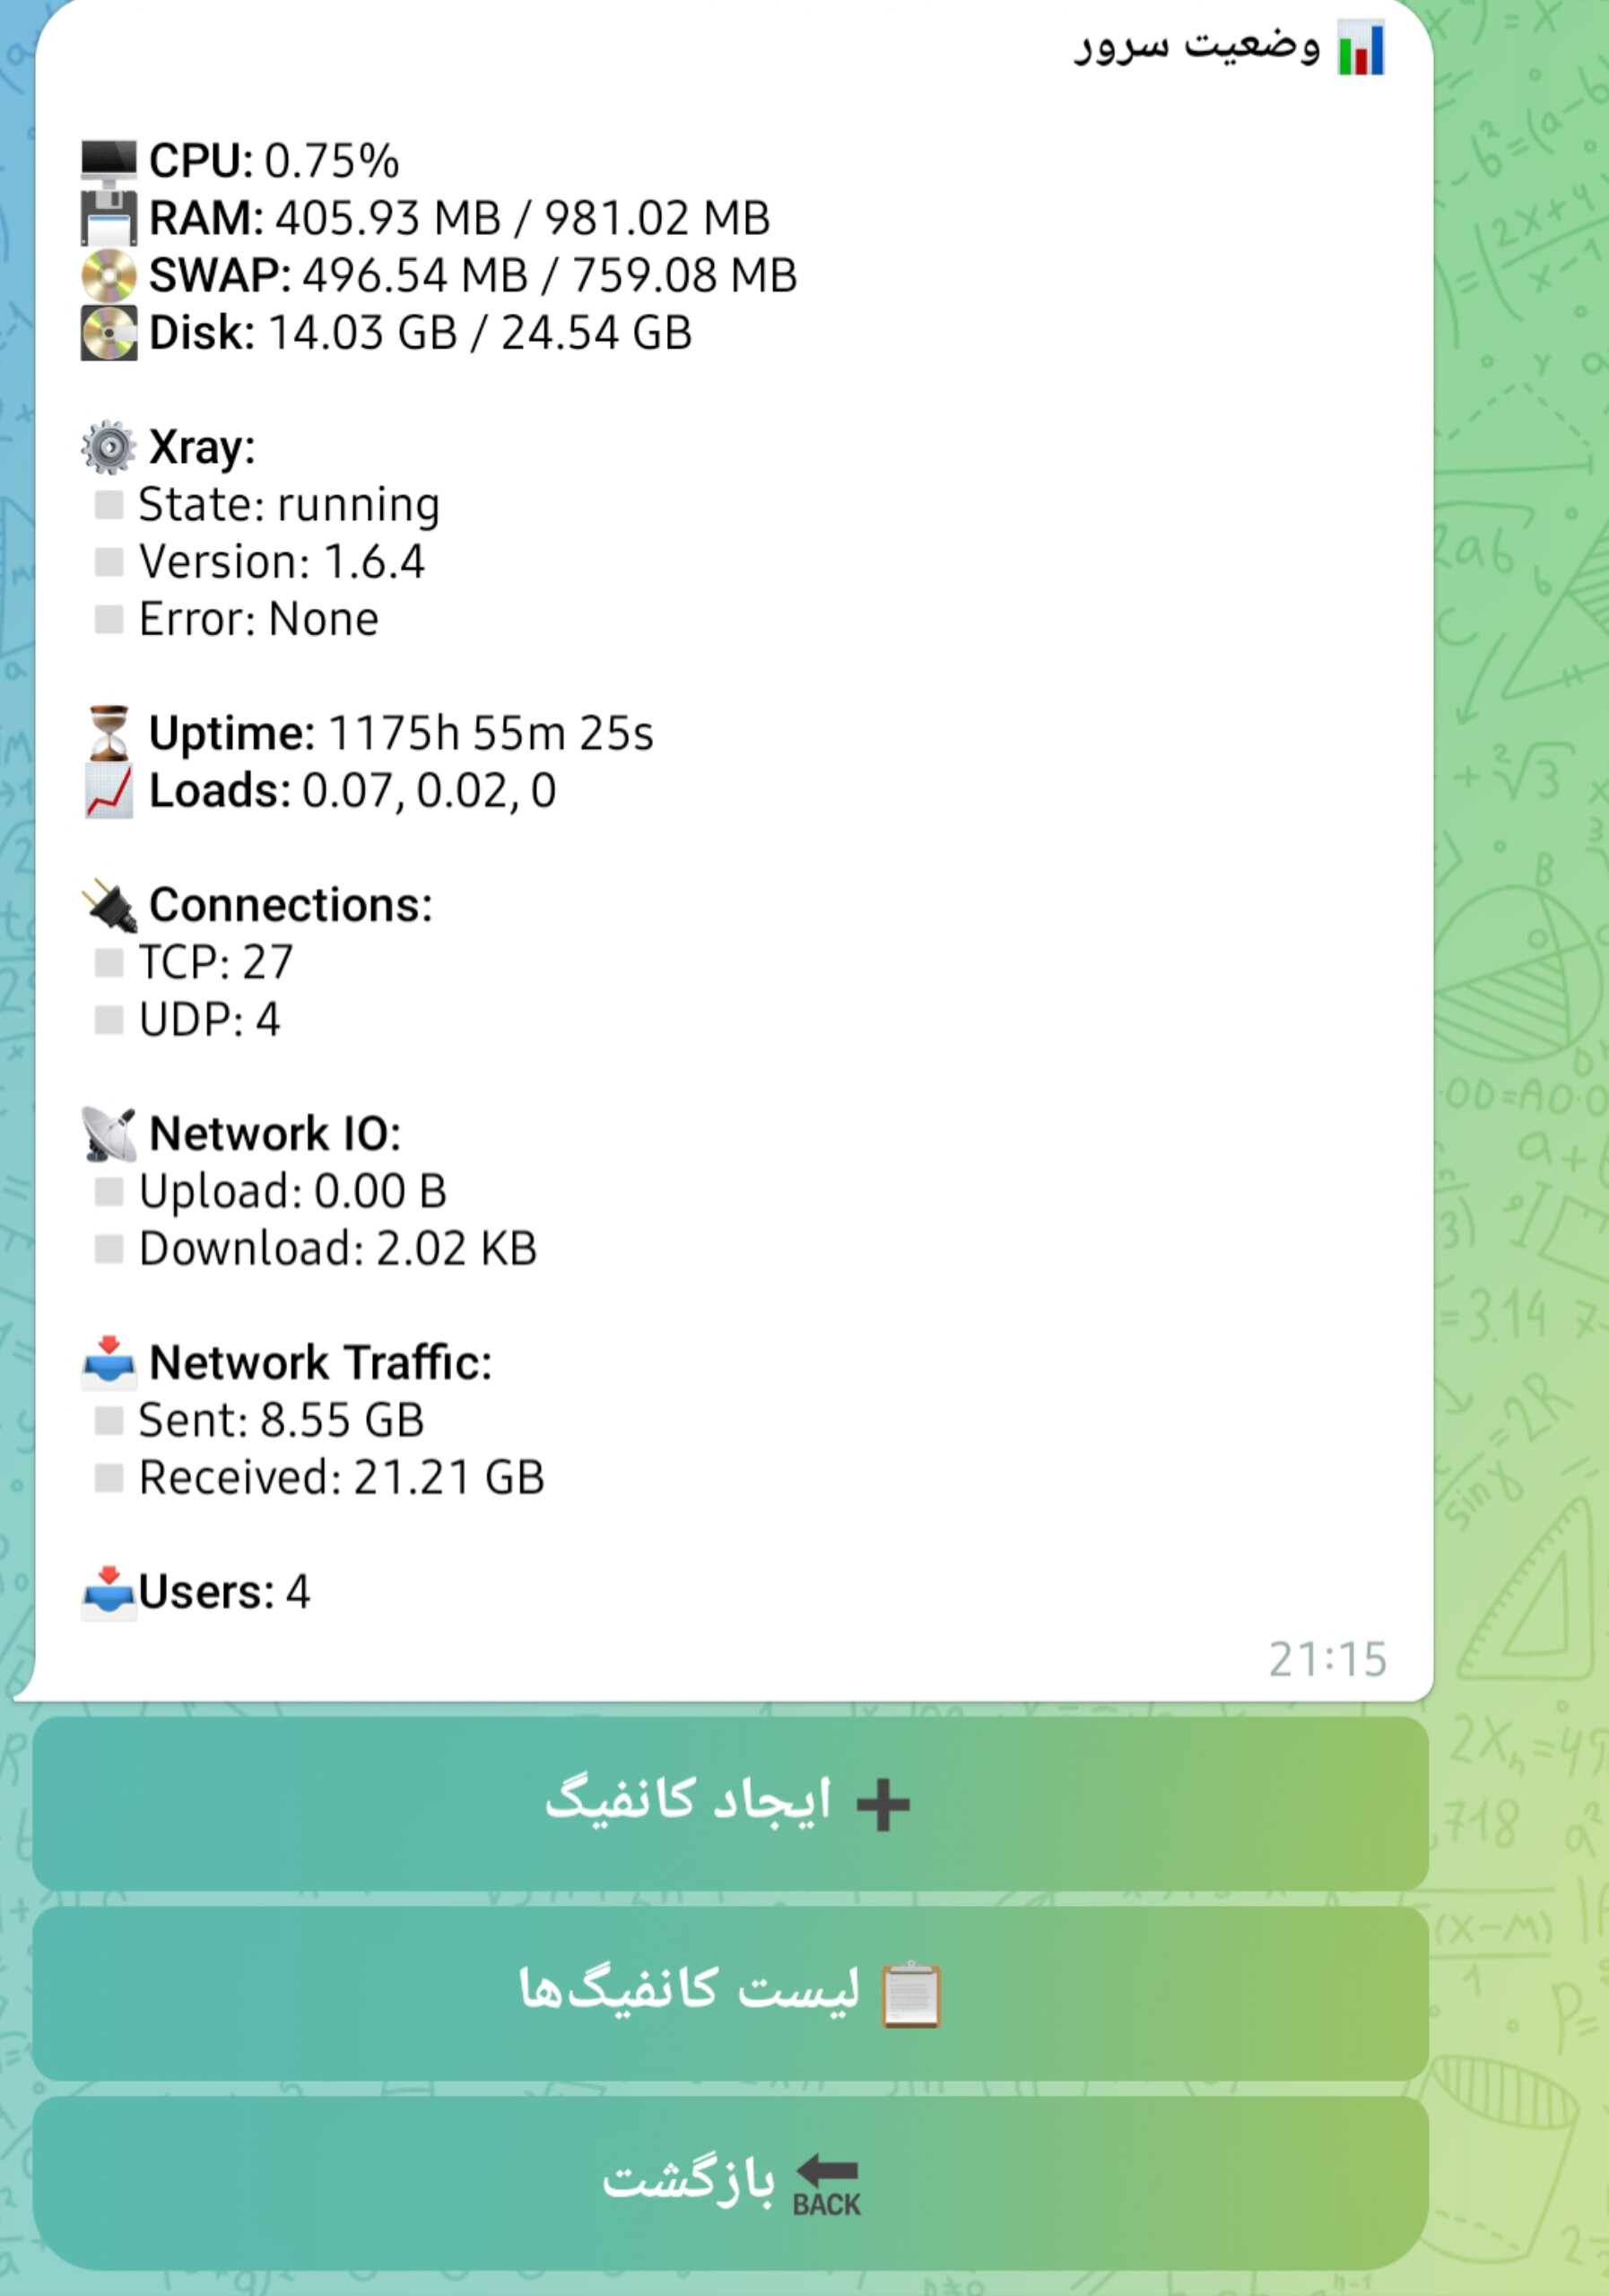 📊 وضعیت سرور
🖥 CPU: 0.75%
💾 RAM: 405.93 MB / 981.02 MB
📀 SWAP: 496.54 MB / 759.08 MB
💽 Disk: 14.03 GB / 24.54 GB
⚙️ Xray:
◽ State: running
◽ Version: 1.6.4
◽ Error: None
⏳ Uptime: 1175h 55m 25s
📈 Loads: 0.07, 0.02, 0
🔌 Connections:
◽ TCP: 27
◽ UDP: 4
📡 Network IO:
◽ Upload: 0.00 B
◽ Download: 2.02 KB
📥 Network Traffic:
◽ Sent: 8.55 GB
◽ Received: 21.21 GB
📥Users: 4
21:15
➕ ایجاد کانفیگ
📋 لیست کانفیگ‌ها
🔙 بازگشت